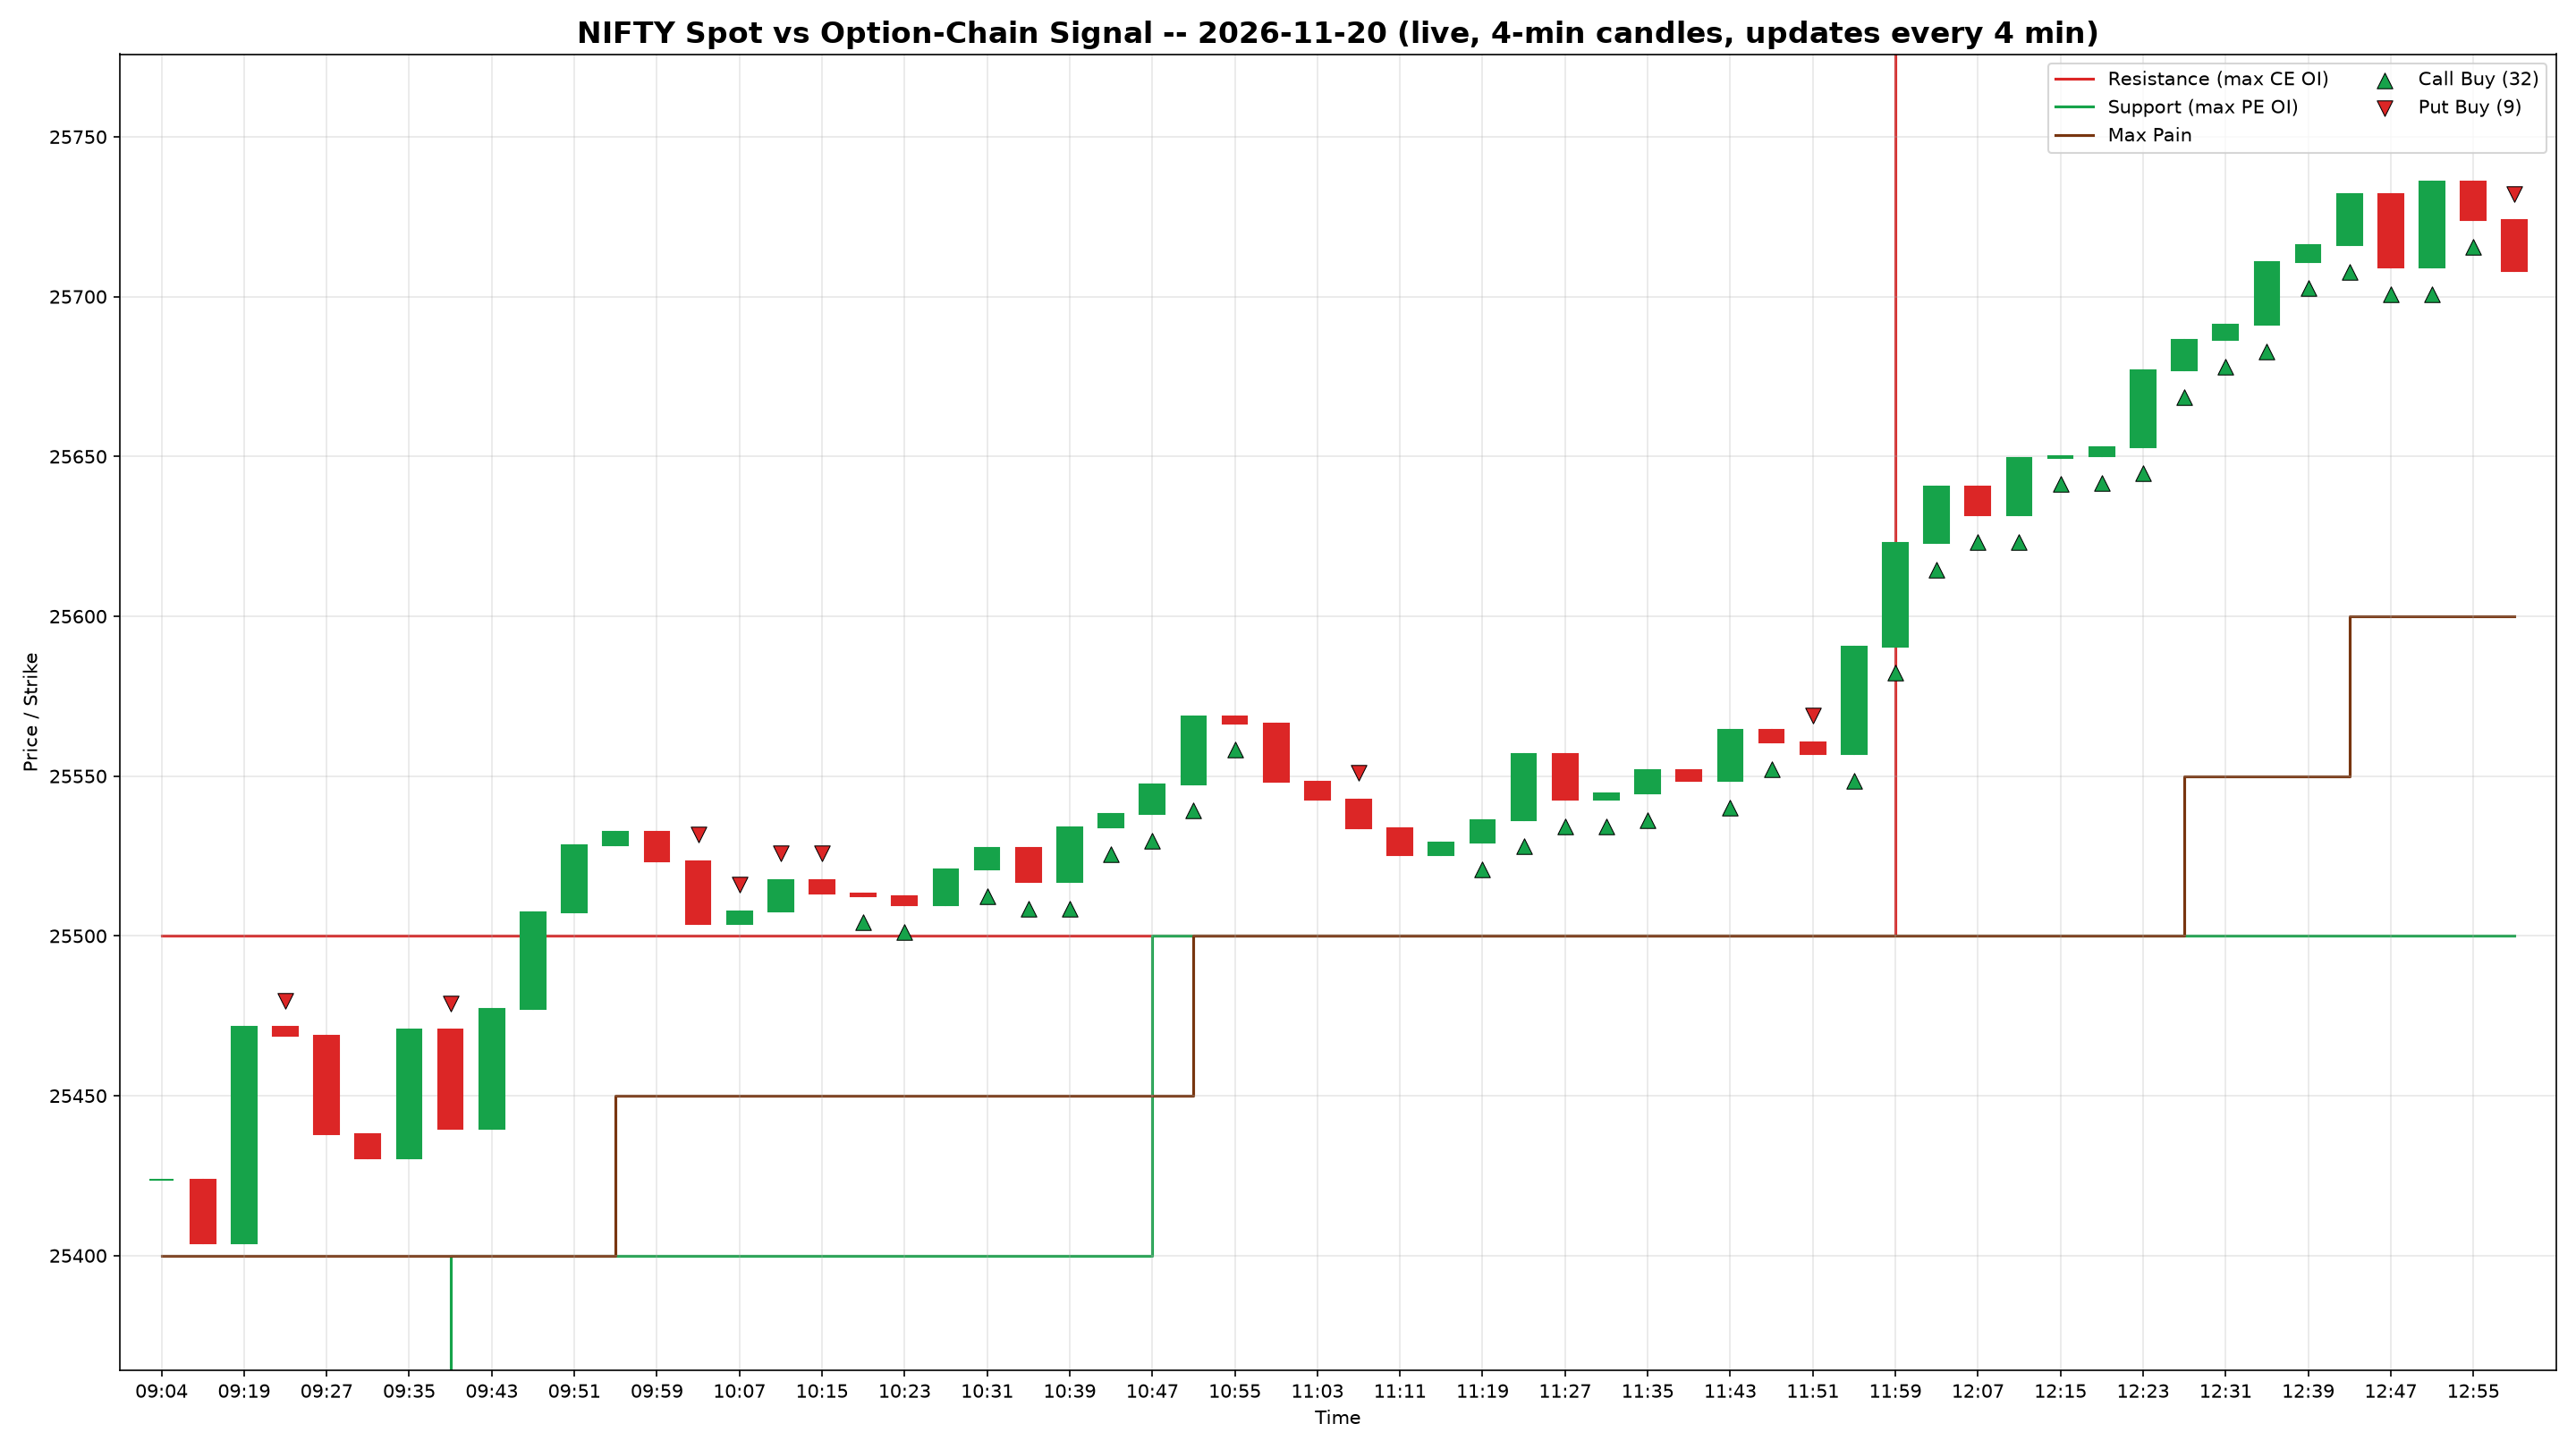 NIFTY Spot vs Option-Chain Signal -- 2026-11-20 (live, 4-min candles, updates every 4 min)
Resistance (max CE OI)
Support (max PE OI)
Max Pain
Call Buy (32)
Put Buy (9)
Price / Strike
25750
25700
25650
25600
25550
25500
25450
25400
09:04 09:19 09:27 09:35 09:43 09:51 09:59 10:07 10:15 10:23 10:31 10:39 10:47 10:55 11:03 11:11 11:19 11:27 11:35 11:43 11:51 11:59 12:07 12:15 12:23 12:31 12:39 12:47 12:55
Time